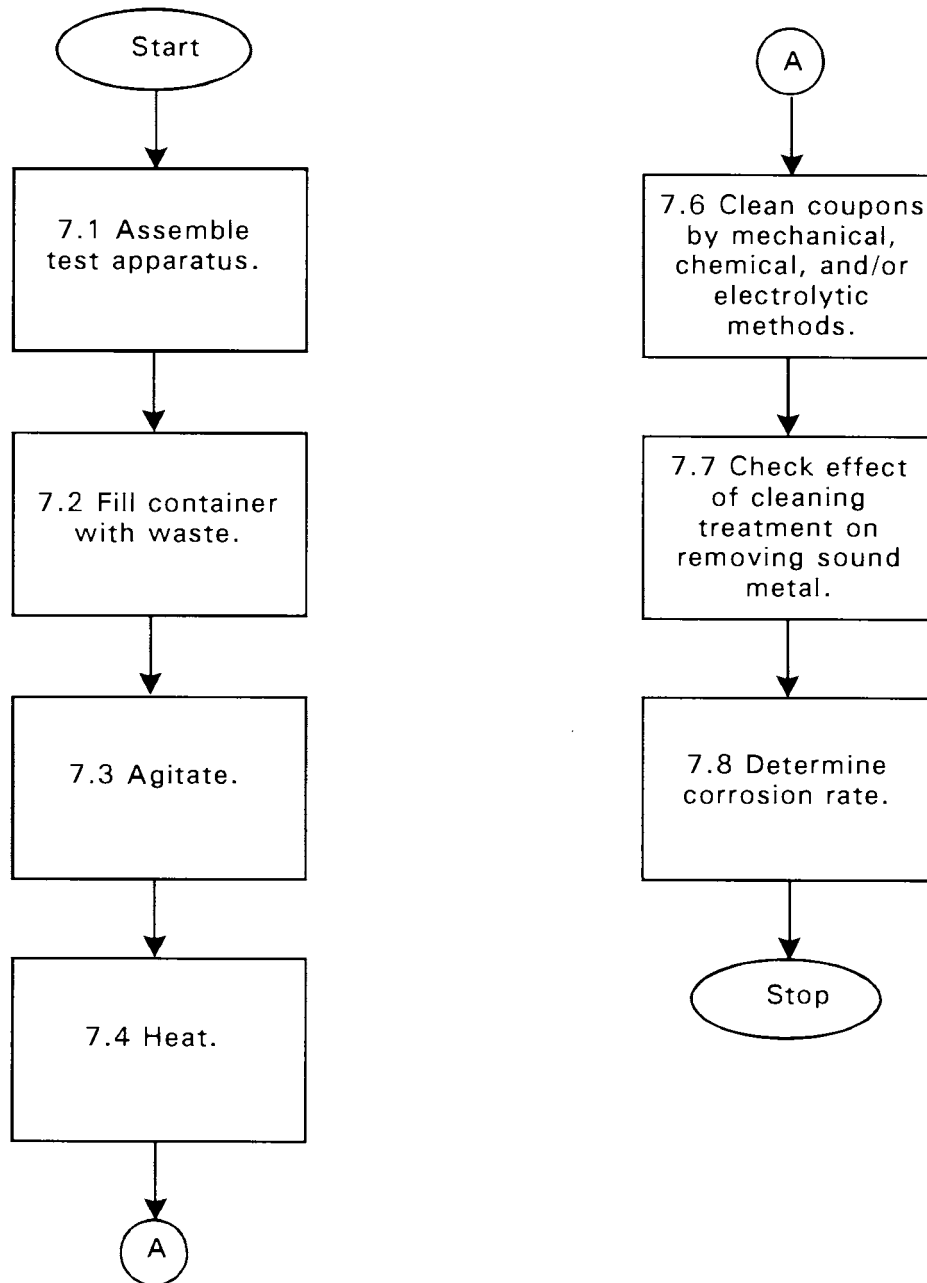 Start
7.1 Assemble
test apparatus.
7.2 Fill container
with waste.
7.3 Agitate.
7.4 Heat.
A
A
7.6 Clean coupons
by mechanical,
chemical, and/or
electrolytic
methods.
7.7 Check effect
of cleaning
treatment on
removing sound
metal.
7.8 Determine
corrosion rate.
Stop